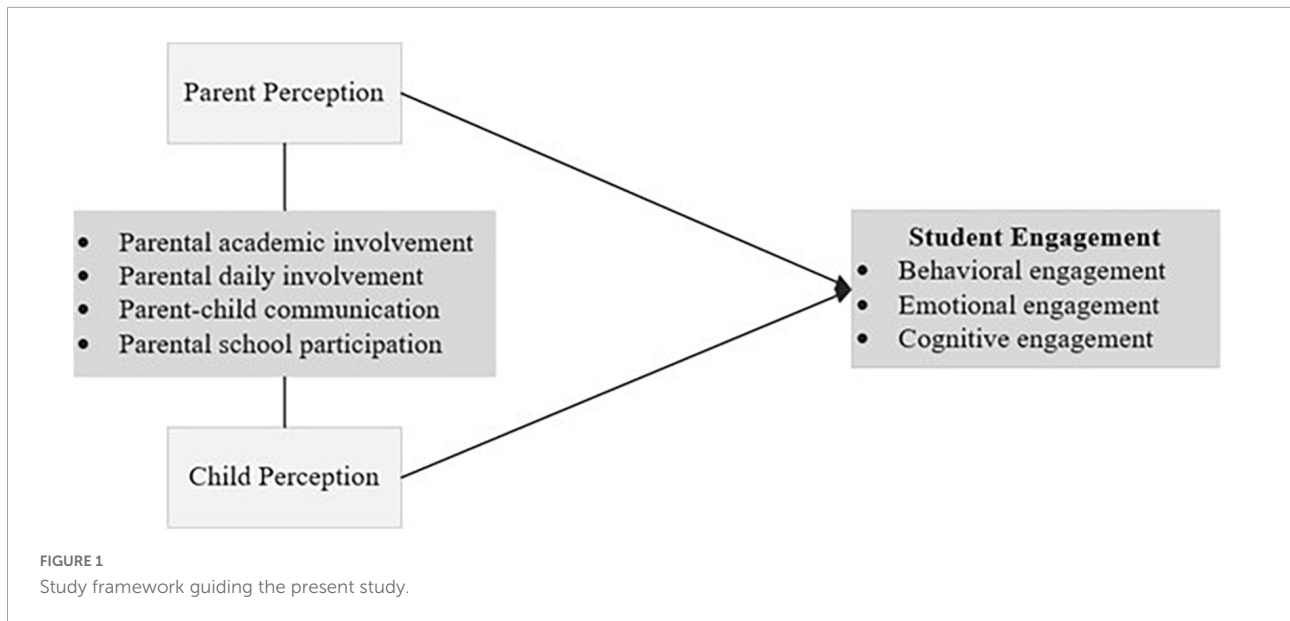 Parent Perception
• Parental academic involvement
• Parental daily involvement
• Parent-child communication
• Parental school participation
Child Perception
Student Engagement
• Behavioral engagement
• Emotional engagement
• Cognitive engagement
FIGURE 1
Study framework guiding the present study.